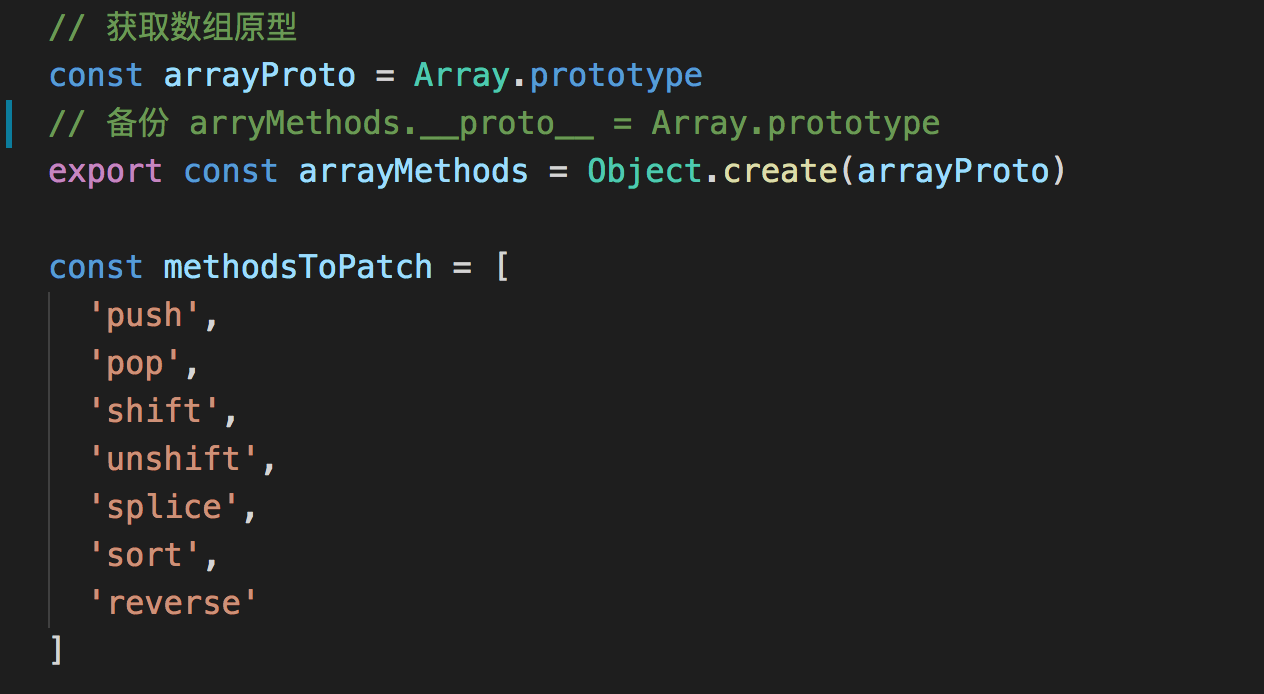 // 获取数组原型
const arrayProto = Array.prototype
// 备份 arryMethods.__proto__ = Array.prototype
export const arrayMethods = Object.create(arrayProto)

const methodsToPatch = [
  'push',
  'pop',
  'shift',
  'unshift',
  'splice',
  'sort',
  'reverse'
]